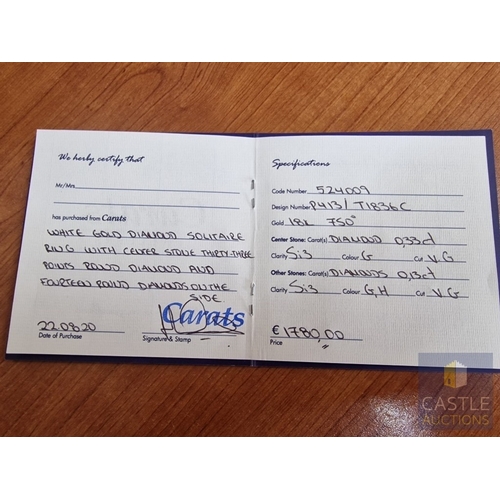 We herby certify that
Mr/Mrs
has purchased from Carats
WHITE GOLD DIAMOND SOLITAIRE
RING WITH CENTER STONE THIRTY-THREE
POINTS ROUND DIAMOND AND
FOURTEEN ROUND DIAMONDS ON THE
SIDE
Carats
22.08.20
Date of Purchase
Signature & Stamp
Specifications
Code Number 524009
Design Number P413/T1836C
Gold 18K 750°
Center Stone: Carat(s) DIAMOND 0,33ct
Clarity Si3 Colour G Cut V.G
Other Stones: Carat(s) DIAMONDS 0,13ct
Clarity Si3 Colour G,H Cut V.G
€ 1780,00
Price
CASTLE
AUCTIONS